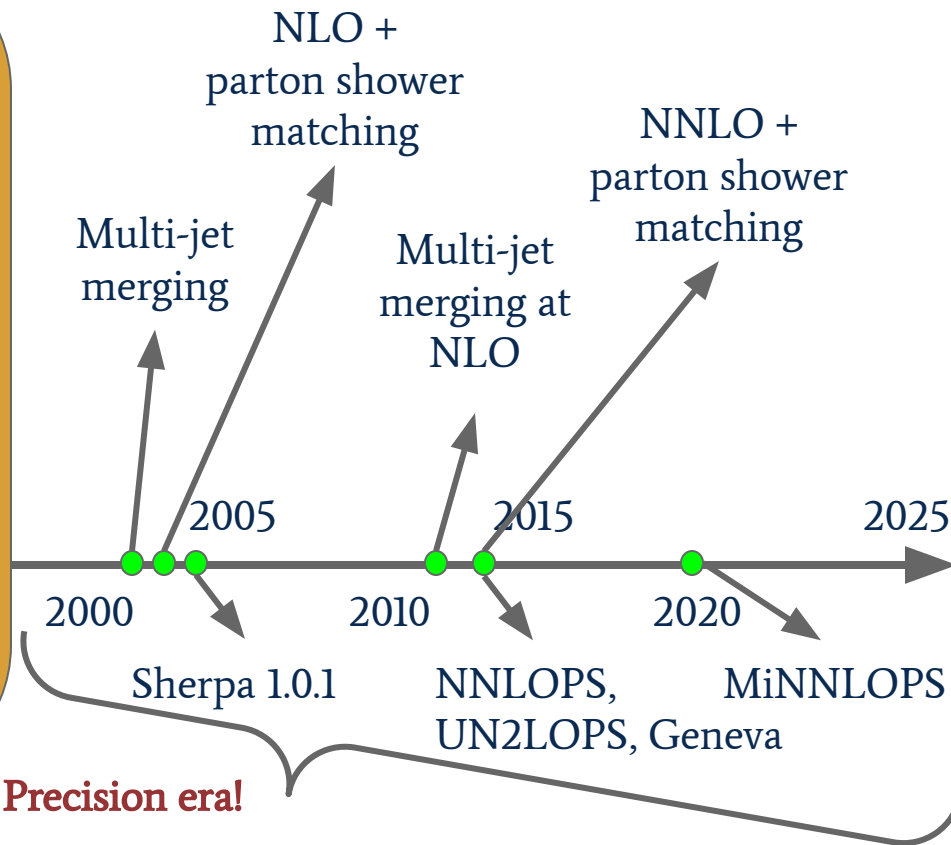 NLO +
parton shower
matching
NNLO +
parton shower
matching
Multi-jet
merging
Multi-jet
merging at
NLO
2005
2015
2025
2000
2010
2020
Sherpa 1.0.1
NNLOPS,
UN2LOPS, Geneva
MiNNLOPS
Precision era!